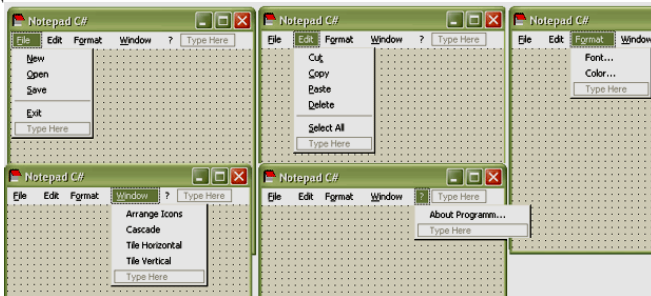 Notepad C#
File Edit Format Window ? Type Here
New
Open
Save
Exit
Type Here
Notepad C#
File Edit Format Window ? Type Here
Cut
Copy
Paste
Delete
Select All
Type Here
Notepad C#
File Edit Format Window
Font...
Color...
Type Here
Notepad C#
File Edit Format Window ? Type Here
Arrange Icons
Cascade
Tile Horizontal
Tile Vertical
Type Here
Notepad C#
File Edit Format Window ? Type Here
About Programm...
Type Here